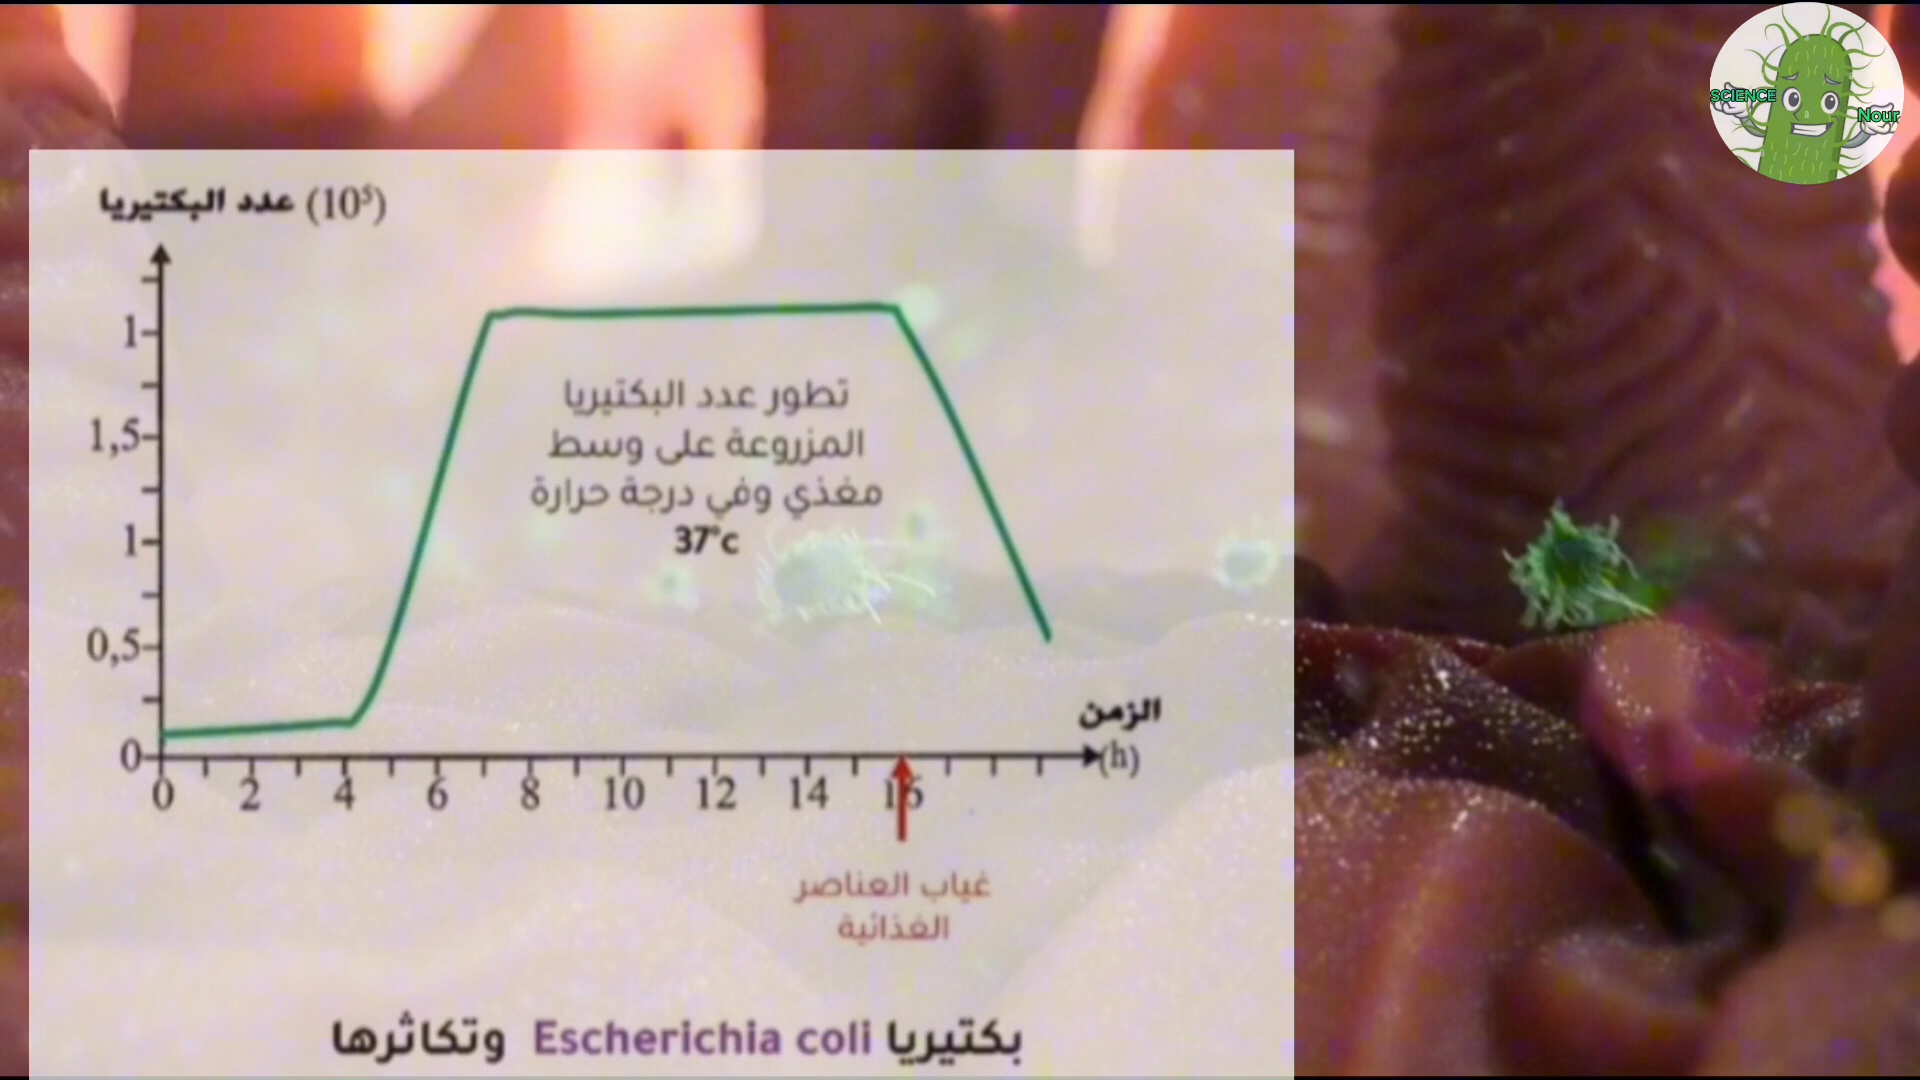 SCIENCE
Nour
عدد البكتيريا (10⁵)
1
1,5
1
0,5
0
تطور عدد البكتيريا
المزروعة على وسط
مغذي وفي درجة حرارة
37°c
الزمن
(h)
0 2 4 6 8 10 12 14 16
غياب العناصر
الغذائية
بكتيريا Escherichia coli وتكاثرها